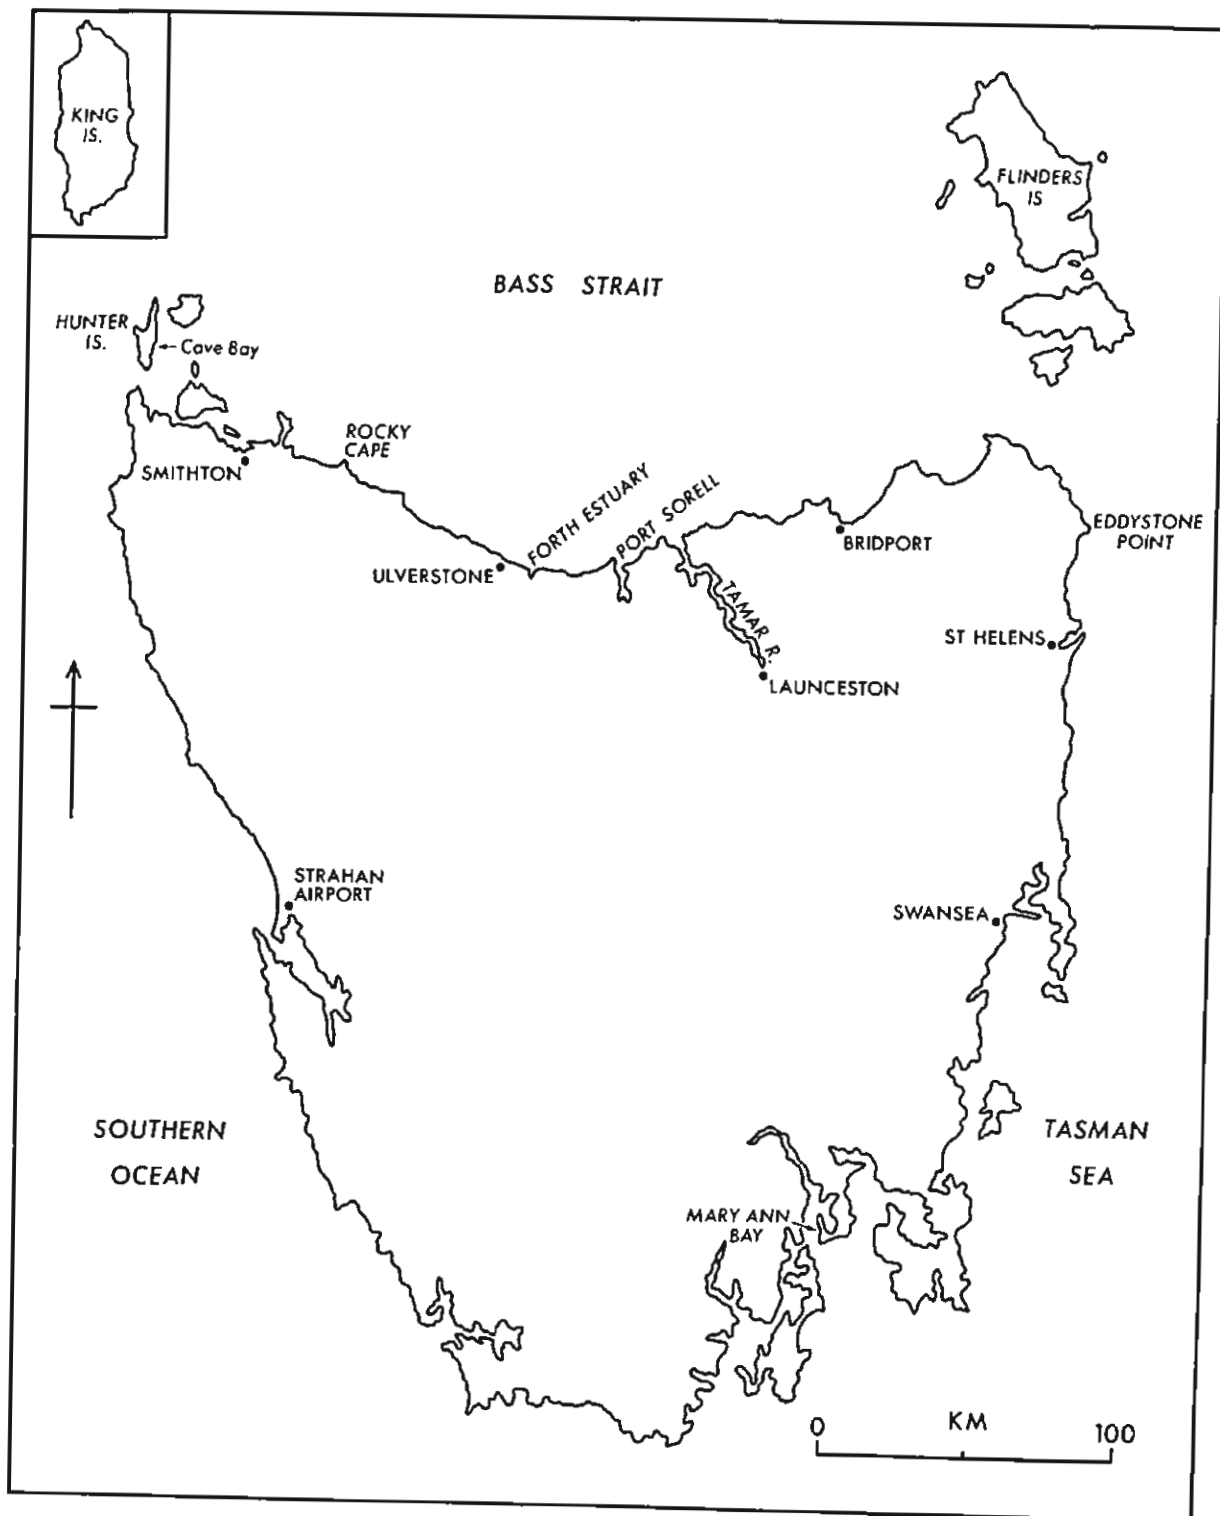 KING
IS.
FLINDERS
IS
BASS STRAIT
HUNTER
IS.
Cave Bay
ROCKY
CAPE
SMITHTON
FORTH ESTUARY
PORT SORELL
ULVERSTONE
BRIDPORT
EDDYSTONE
POINT
TAMAR R.
ST HELENS
LAUNCESTON
STRAHAN
AIRPORT
SWANSEA
SOUTHERN
OCEAN
TASMAN
SEA
MARY ANN
BAY
0 KM 100